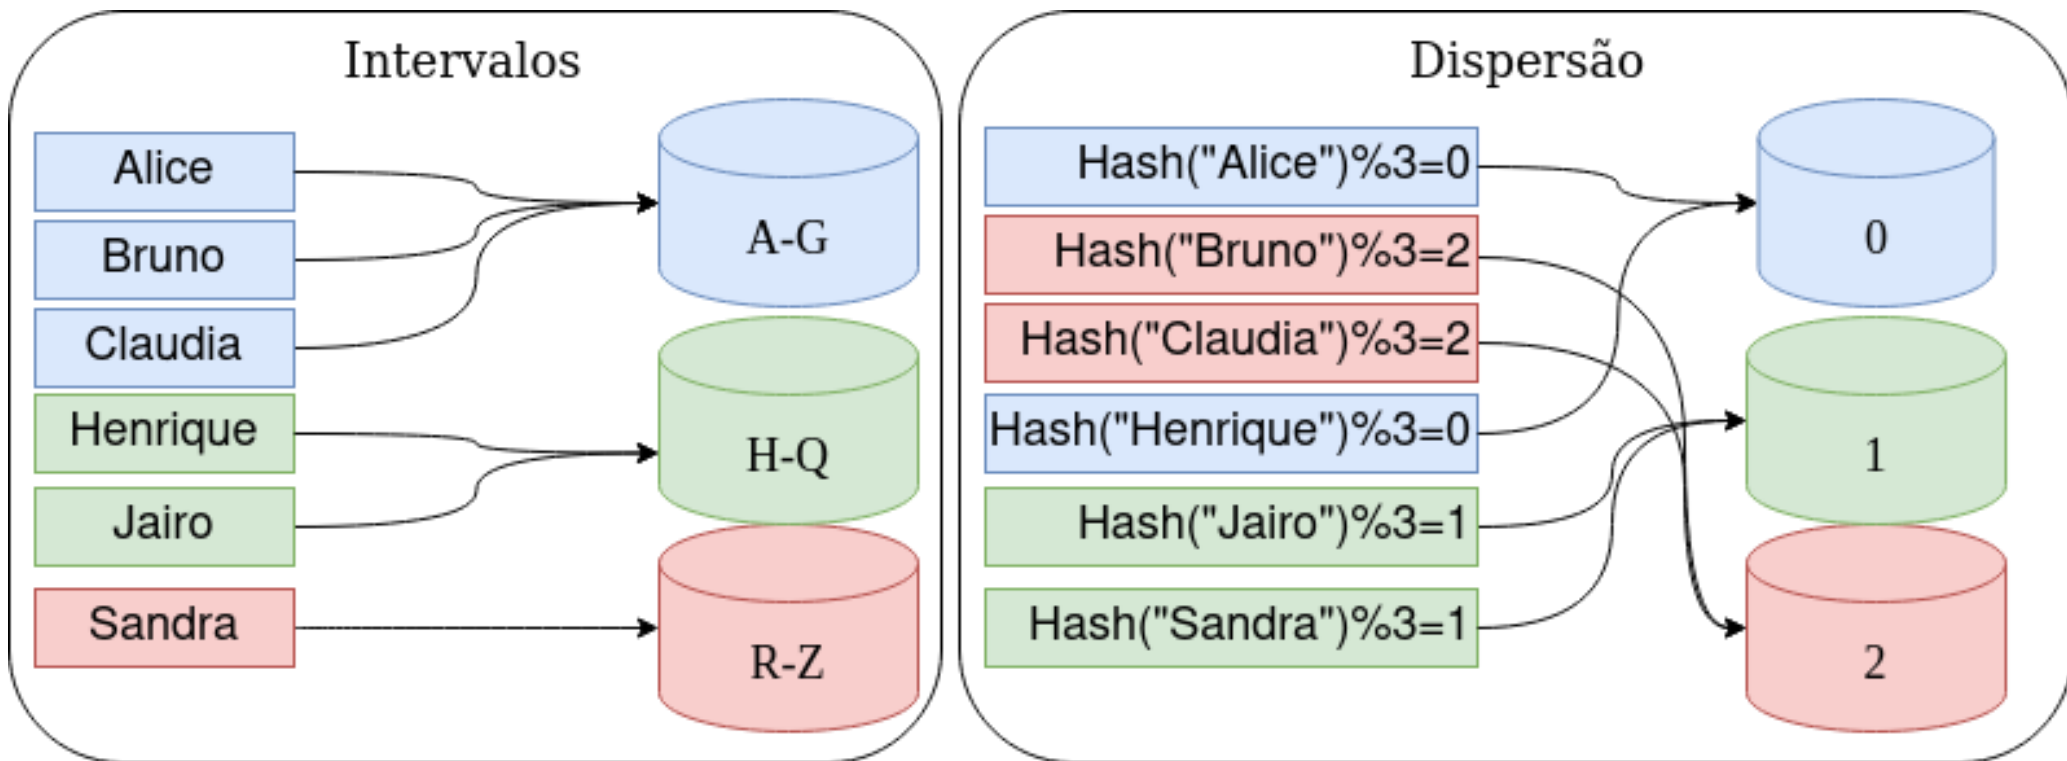 Intervalos
Alice
Bruno
Claudia
Henrique
Jairo
Sandra
A-G
H-Q
R-Z
Dispersão
Hash("Alice")%3=0
Hash("Bruno")%3=2
Hash("Claudia")%3=2
Hash("Henrique")%3=0
Hash("Jairo")%3=1
Hash("Sandra")%3=1
0
1
2